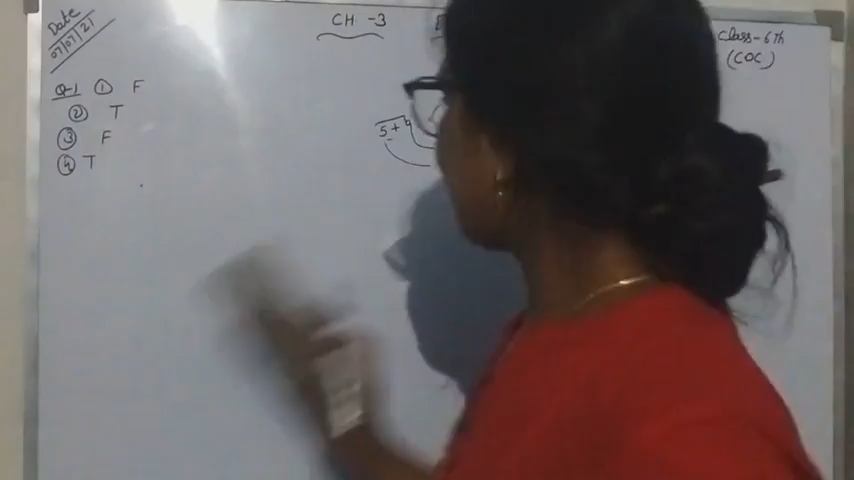 Date
07/07/21
CH -3
Class-6th
(COC)
Q-1 ① F
② T
③ F
④ T
5+4